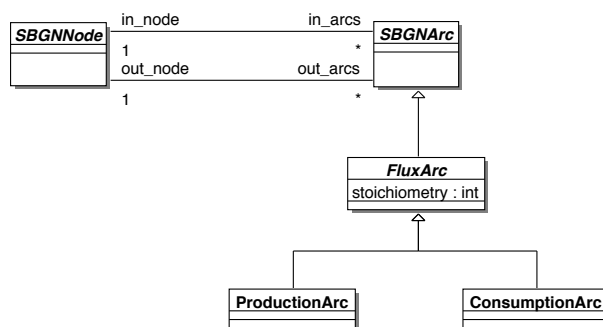 in_node in_arcs
SBGNNode SBGNArc
1 *
out_node out_arcs
1 *
FluxArc
stoichiometry : int
ProductionArc ConsumptionArc